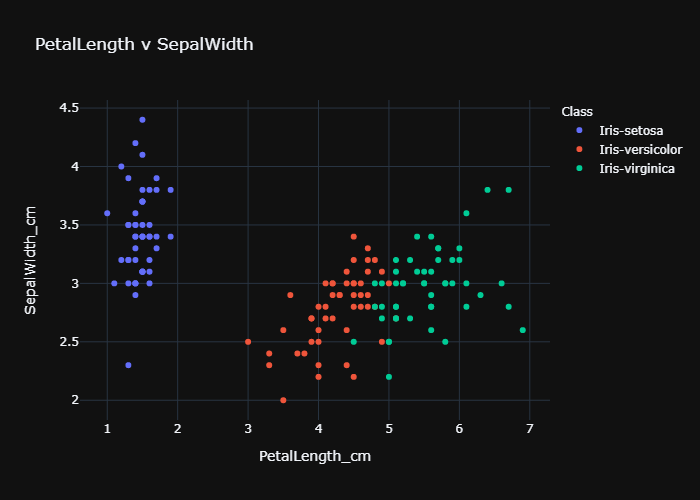 PetalLength v SepalWidth
Class
Iris-setosa
Iris-versicolor
Iris-virginica
4.5
4
3.5
3
2.5
2
SepalWIdth_cm
1 2 3 4 5 6 7
PetalLength_cm